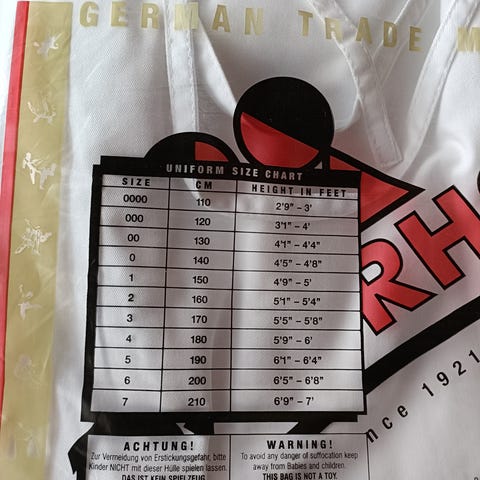 GERMAN TRADE M
UNIFORM SIZE CHART
SIZE CM HEIGHT IN FEET
0000 110 2'9" – 3'
000 120 3'1" – 4'
00 130 4'1" – 4'4"
0 140 4'5" – 4'8"
1 150 4'9" – 5'
2 160 5'1" – 5'4"
3 170 5'5" – 5'8"
4 180 5'9" – 6'
5 190 6'1" – 6'4"
6 200 6'5" – 6'8"
7 210 6'9" – 7'
RH
nce 1921
ACHTUNG!
Zur Vermeidung von Erstickungsgefahr, bitte
Kinder NICHT mit dieser Hülle spielen lassen.
DAS IST KEIN SPIELZEUG
WARNING!
To avoid any danger of suffocation keep
away from Babies and children.
THIS BAG IS NOT A TOY.